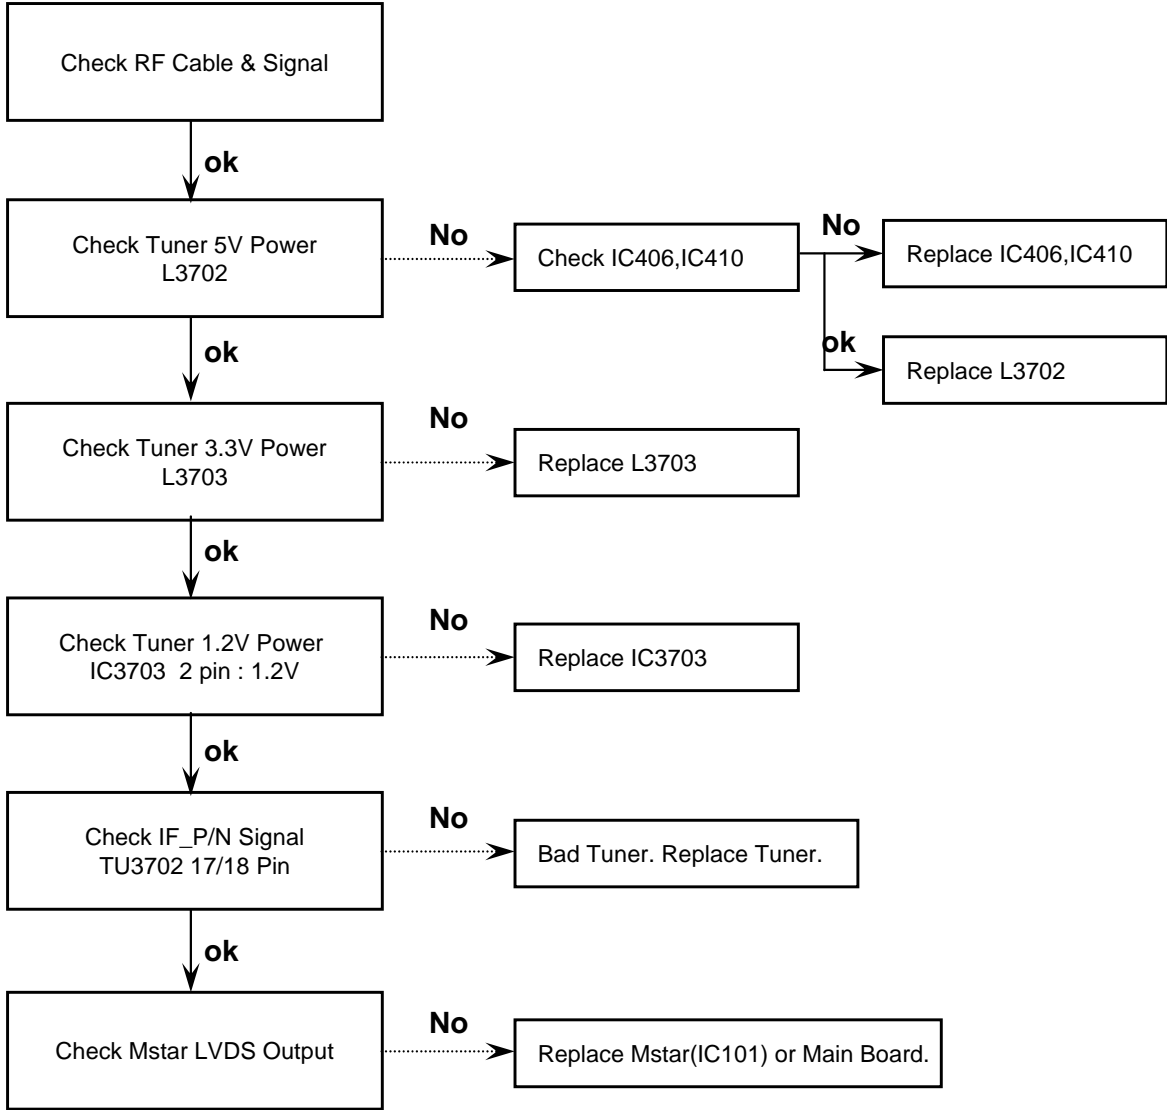 Check RF Cable & Signal
ok
Check Tuner 5V Power
L3702
No
Check IC406,IC410
No
Replace IC406,IC410
ok
Replace L3702
ok
Check Tuner 3.3V Power
L3703
No
Replace L3703
ok
Check Tuner 1.2V Power
IC3703 2 pin : 1.2V
No
Replace IC3703
ok
Check IF_P/N Signal
TU3702 17/18 Pin
No
Bad Tuner. Replace Tuner.
ok
Check Mstar LVDS Output
No
Replace Mstar(IC101) or Main Board.